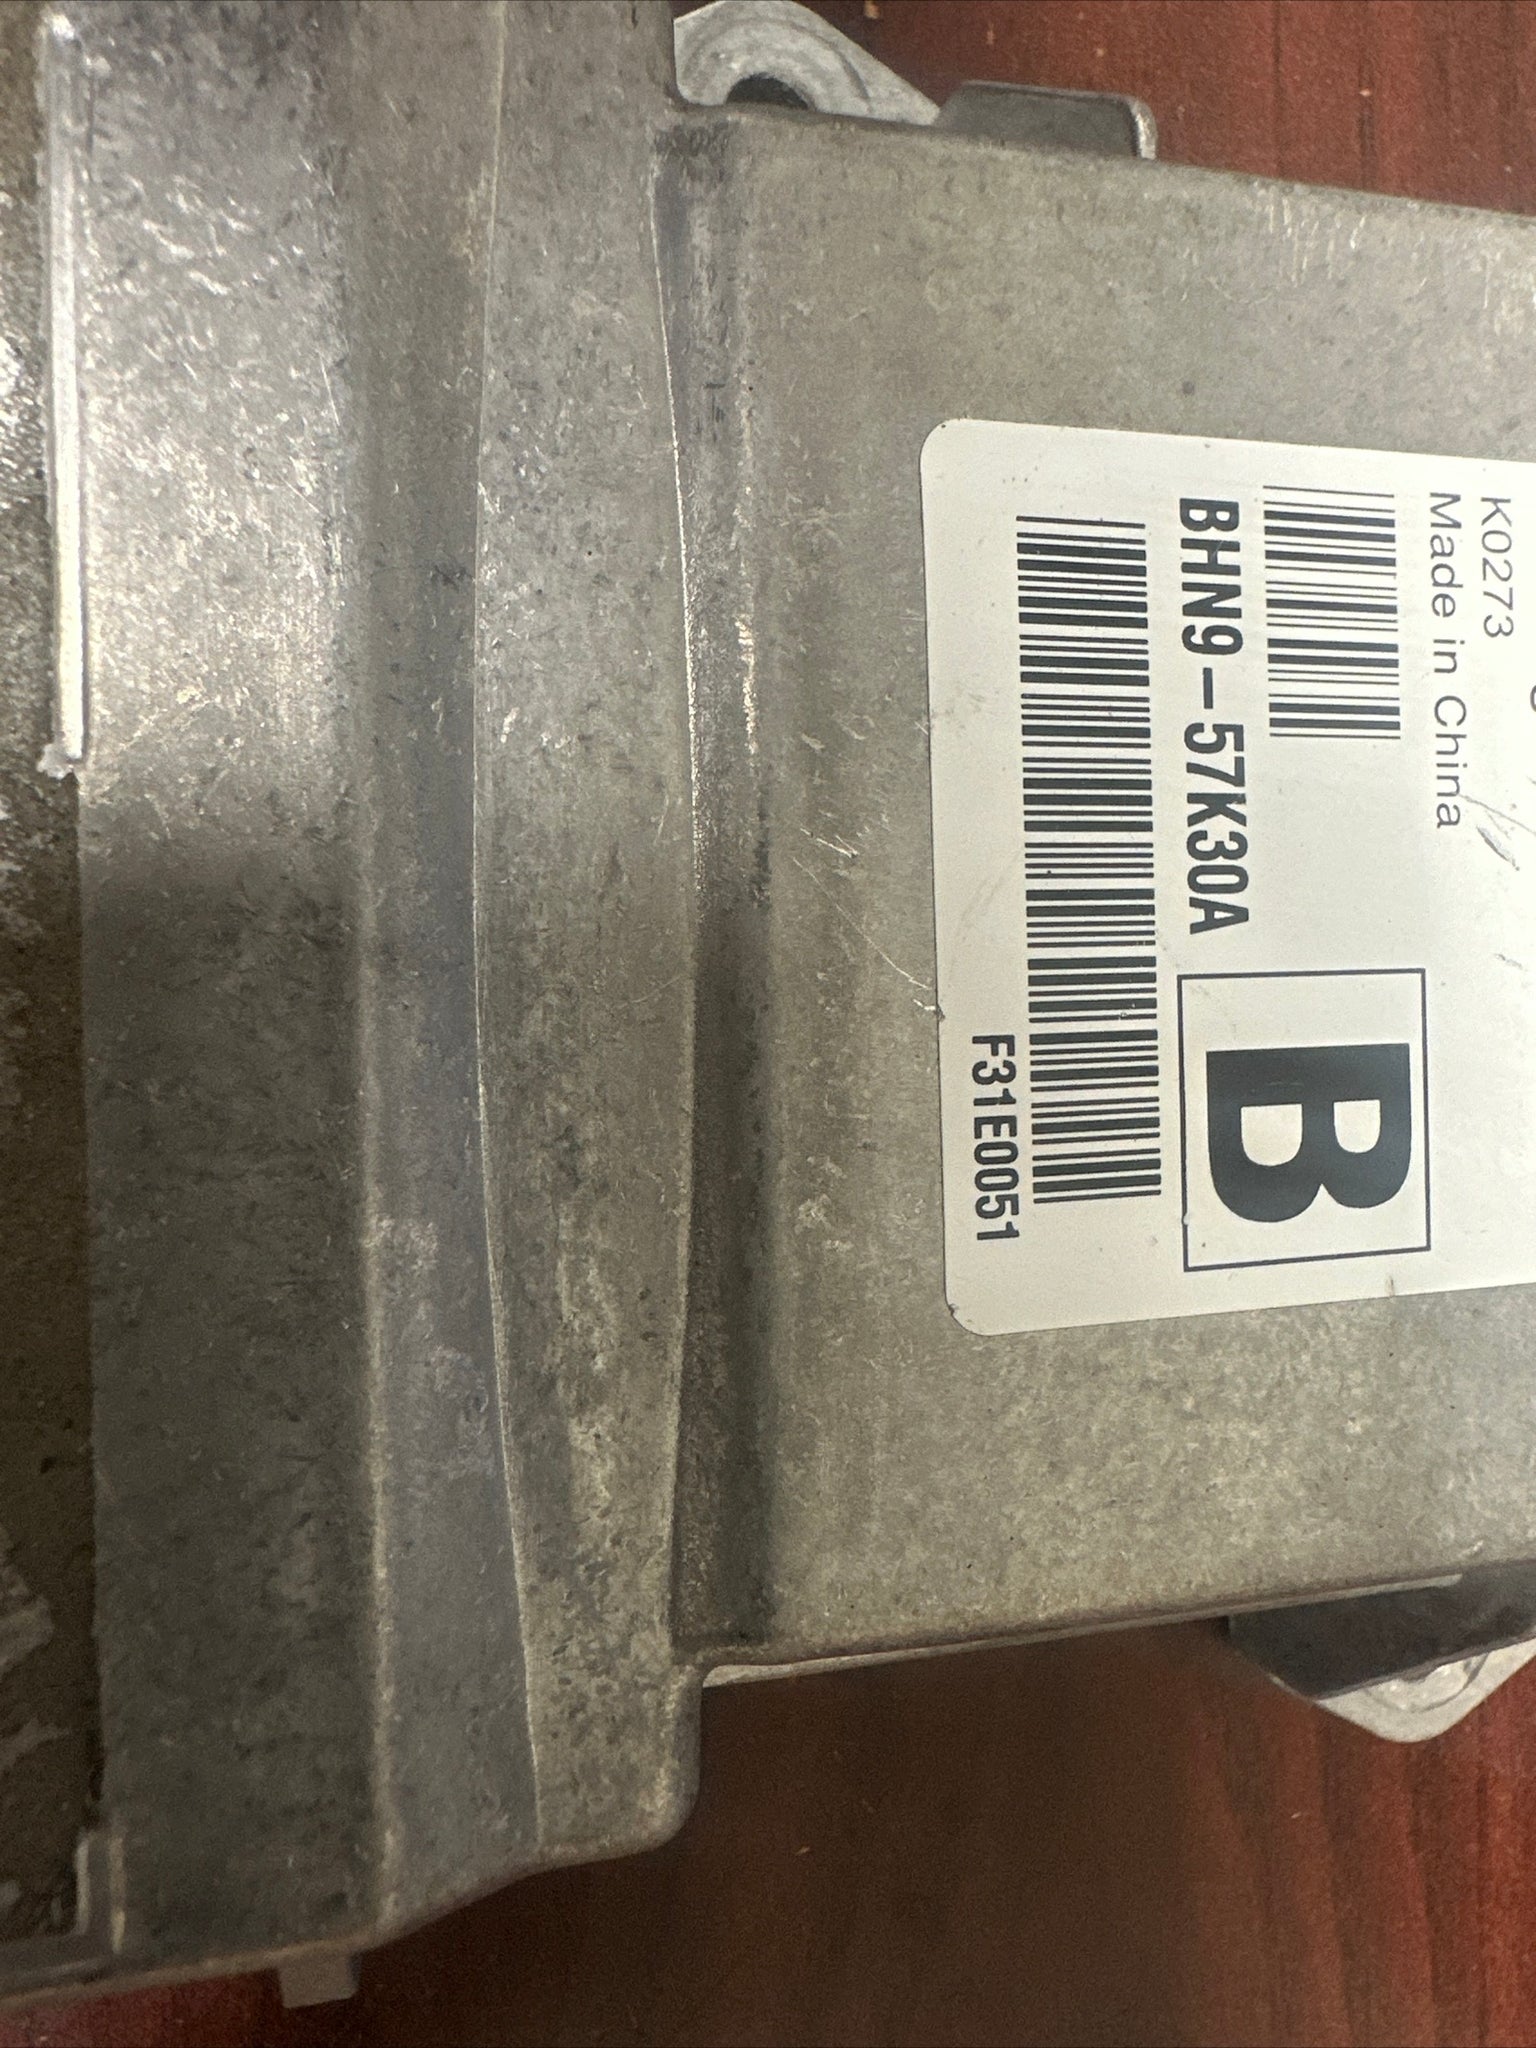 K0273
Made in China
BHN9-57K30A
B
F31E0051